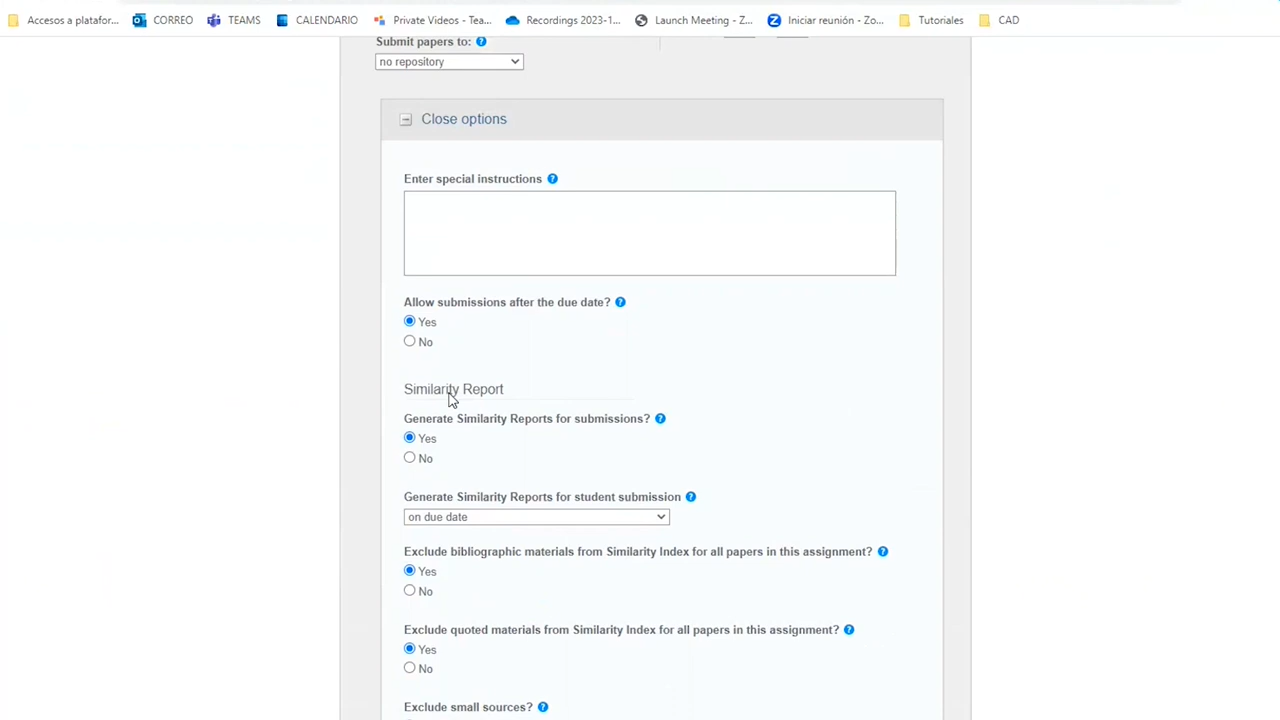 Accesos a platafor...
CORREO
TEAMS
CALENDARIO
Private Videos - Tea...
Recordings 2023-1...
Launch Meeting - Z...
Iniciar reunión - Zo...
Tutoriales
CAD
Submit papers to:
no repository
Close options
Enter special instructions
Allow submissions after the due date?
Yes
No
Similarity Report
Generate Similarity Reports for submissions?
Yes
No
Generate Similarity Reports for student submission
on due date
Exclude bibliographic materials from Similarity Index for all papers in this assignment?
Yes
No
Exclude quoted materials from Similarity Index for all papers in this assignment?
Yes
No
Exclude small sources?